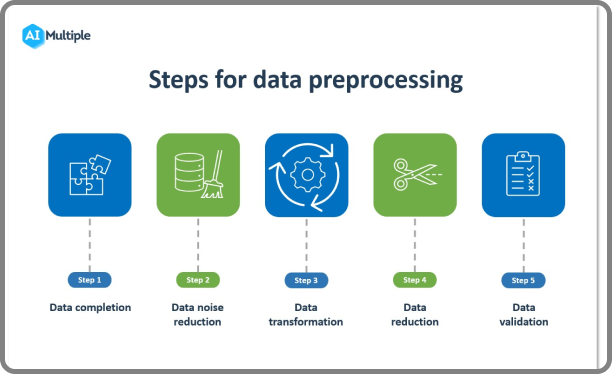 AI Multiple
Steps for data preprocessing
Step 1
Step 2
Step 3
Step 4
Step 5
Data completion
Data noise
reduction
Data
transformation
Data
reduction
Data
validation